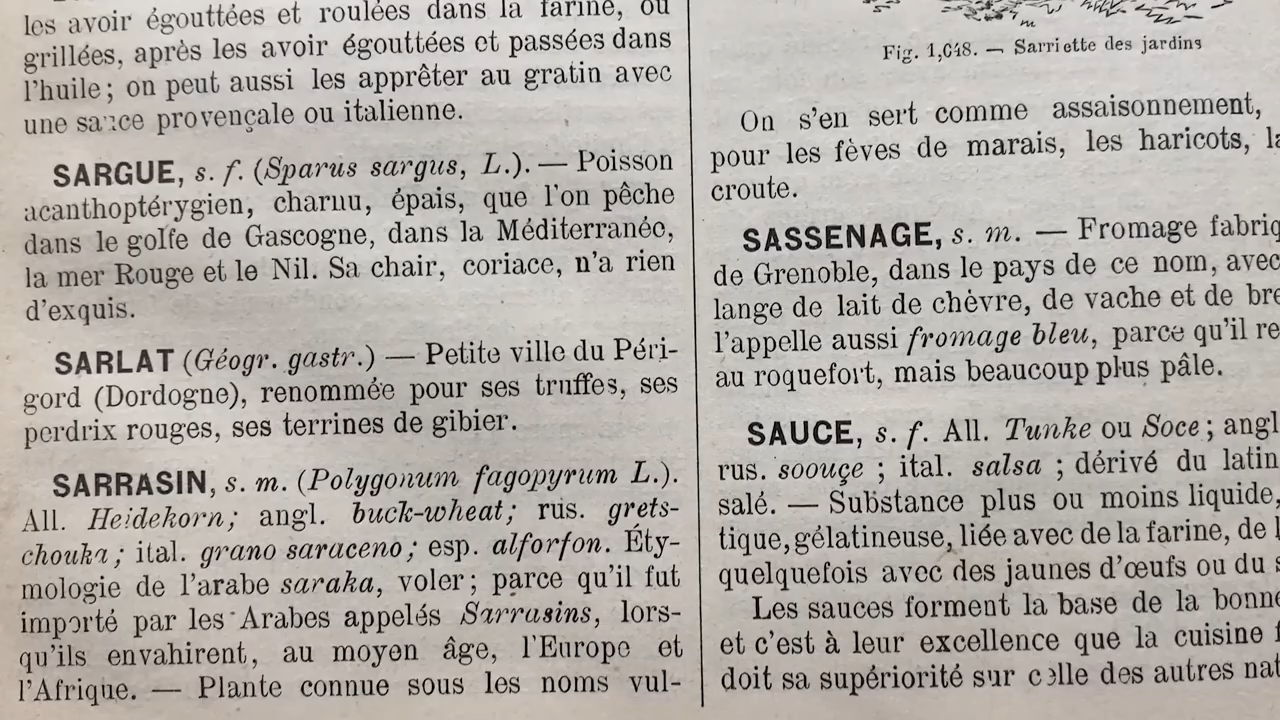 les avoir égouttées et roulées dans la farine, ou
grillées, après les avoir égouttées et passées dans
l'huile ; on peut aussi les apprêter au gratin avec
une sauce provençale ou italienne.
SARGUE, s. f. (Sparus sargus, L.). — Poisson
acanthoptérygien, charnu, épais, que l'on pêche
dans le golfe de Gascogne, dans la Méditerranée,
la mer Rouge et le Nil. Sa chair, coriace, n'a rien
d'exquis.
SARLAT (Géogr. gastr.) — Petite ville du Péri-
gord (Dordogne), renommée pour ses truffes, ses
perdrix rouges, ses terrines de gibier.
SARRASIN, s. m. (Polygonum fagopyrum L.).
All. Heidekorn ; angl. buck-wheat ; rus. grets-
chouka ; ital. grano saraceno ; esp. alforfon. Éty-
mologie de l'arabe saraka, voler ; parce qu'il fut
importé par les Arabes appelés Sarrasins, lors-
qu'ils envahirent, au moyen âge, l'Europe et
l'Afrique. — Plante connue sous les noms vul-
Fig. 1,048. — Sarriette des jardins
On s'en sert comme assaisonnement,
pour les fèves de marais, les haricots, la
croute.
SASSENAGE, s. m. — Fromage fabriq
de Grenoble, dans le pays de ce nom, avec
lange de lait de chèvre, de vache et de bre
l'appelle aussi fromage bleu, parce qu'il re
au roquefort, mais beaucoup plus pâle.
SAUCE, s. f. All. Tunke ou Soce ; angl
rus. soouçe ; ital. salsa ; dérivé du latin
salé. — Substance plus ou moins liquide,
tique, gélatineuse, liée avec de la farine, de
quelquefois avec des jaunes d'œufs ou du s
Les sauces forment la base de la bonne
et c'est à leur excellence que la cuisine f
doit sa supériorité sur celle des autres nat